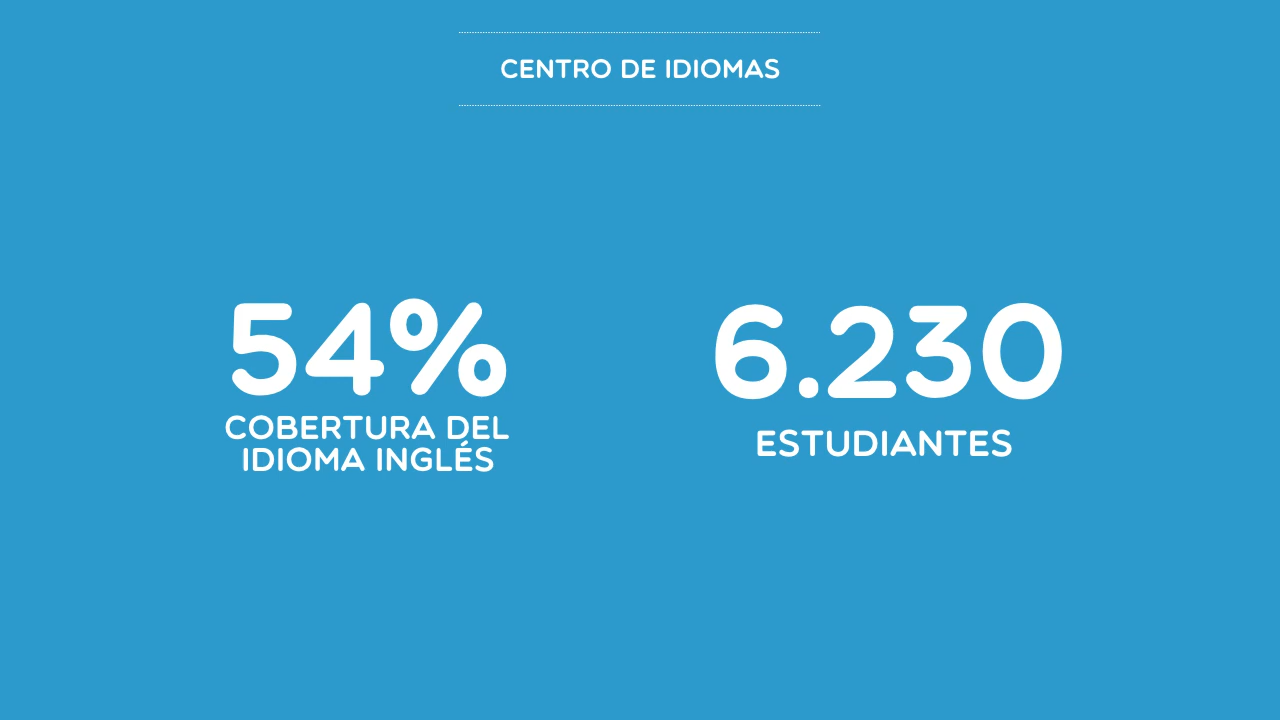 CENTRO DE IDIOMAS
54%
COBERTURA DEL
IDIOMA INGLÉS
6.230
ESTUDIANTES